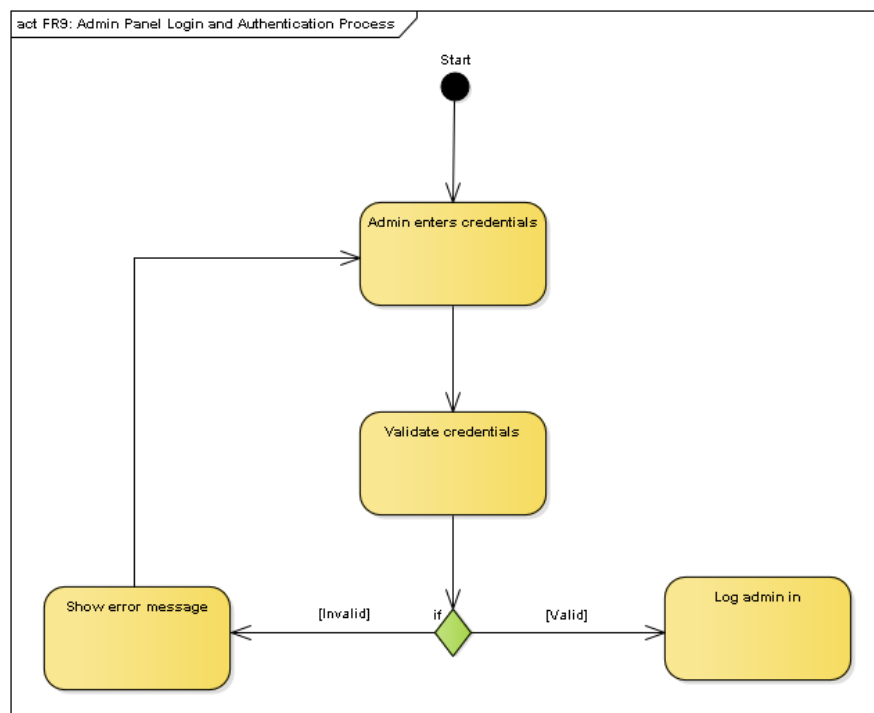 act FR9: Admin Panel Login and Authentication Process
Start
Admin enters credentials
Validate credentials
Show error message
[Invalid]
if
[Valid]
Log admin in